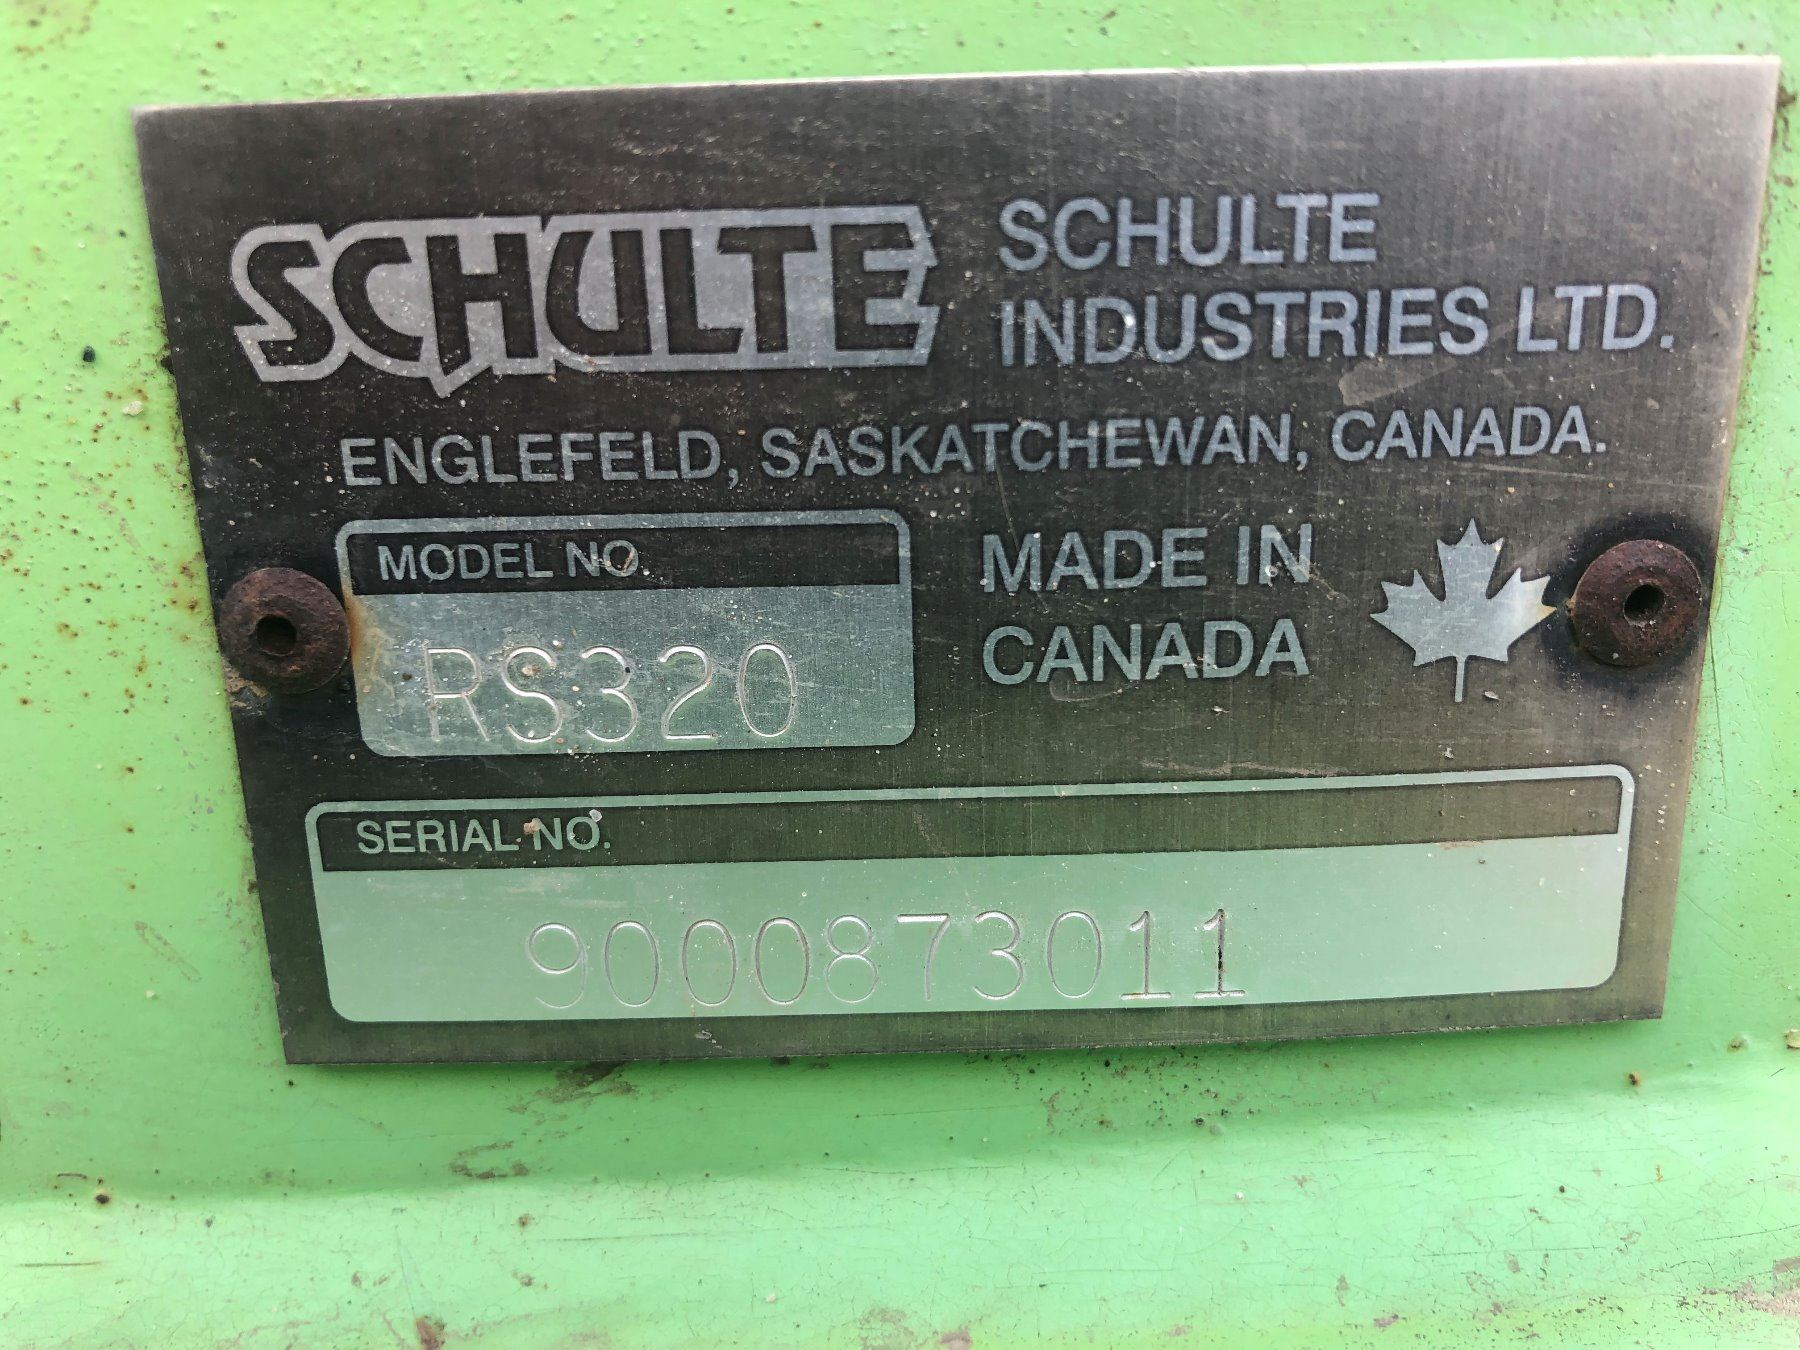 SCHULTE
SCHULTE
INDUSTRIES LTD.
ENGLEFELD, SASKATCHEWAN, CANADA.
MODEL NO.
RS320
MADE IN
CANADA
SERIAL NO.
9000873011